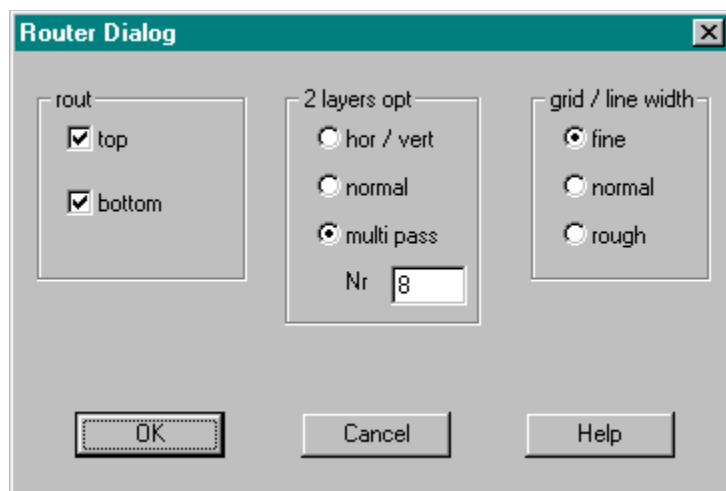 Router Dialog
rout
top
bottom
2 layers opt
hor / vert
normal
multi pass
Nr 8
grid / line width
fine
normal
rough
OK
Cancel
Help